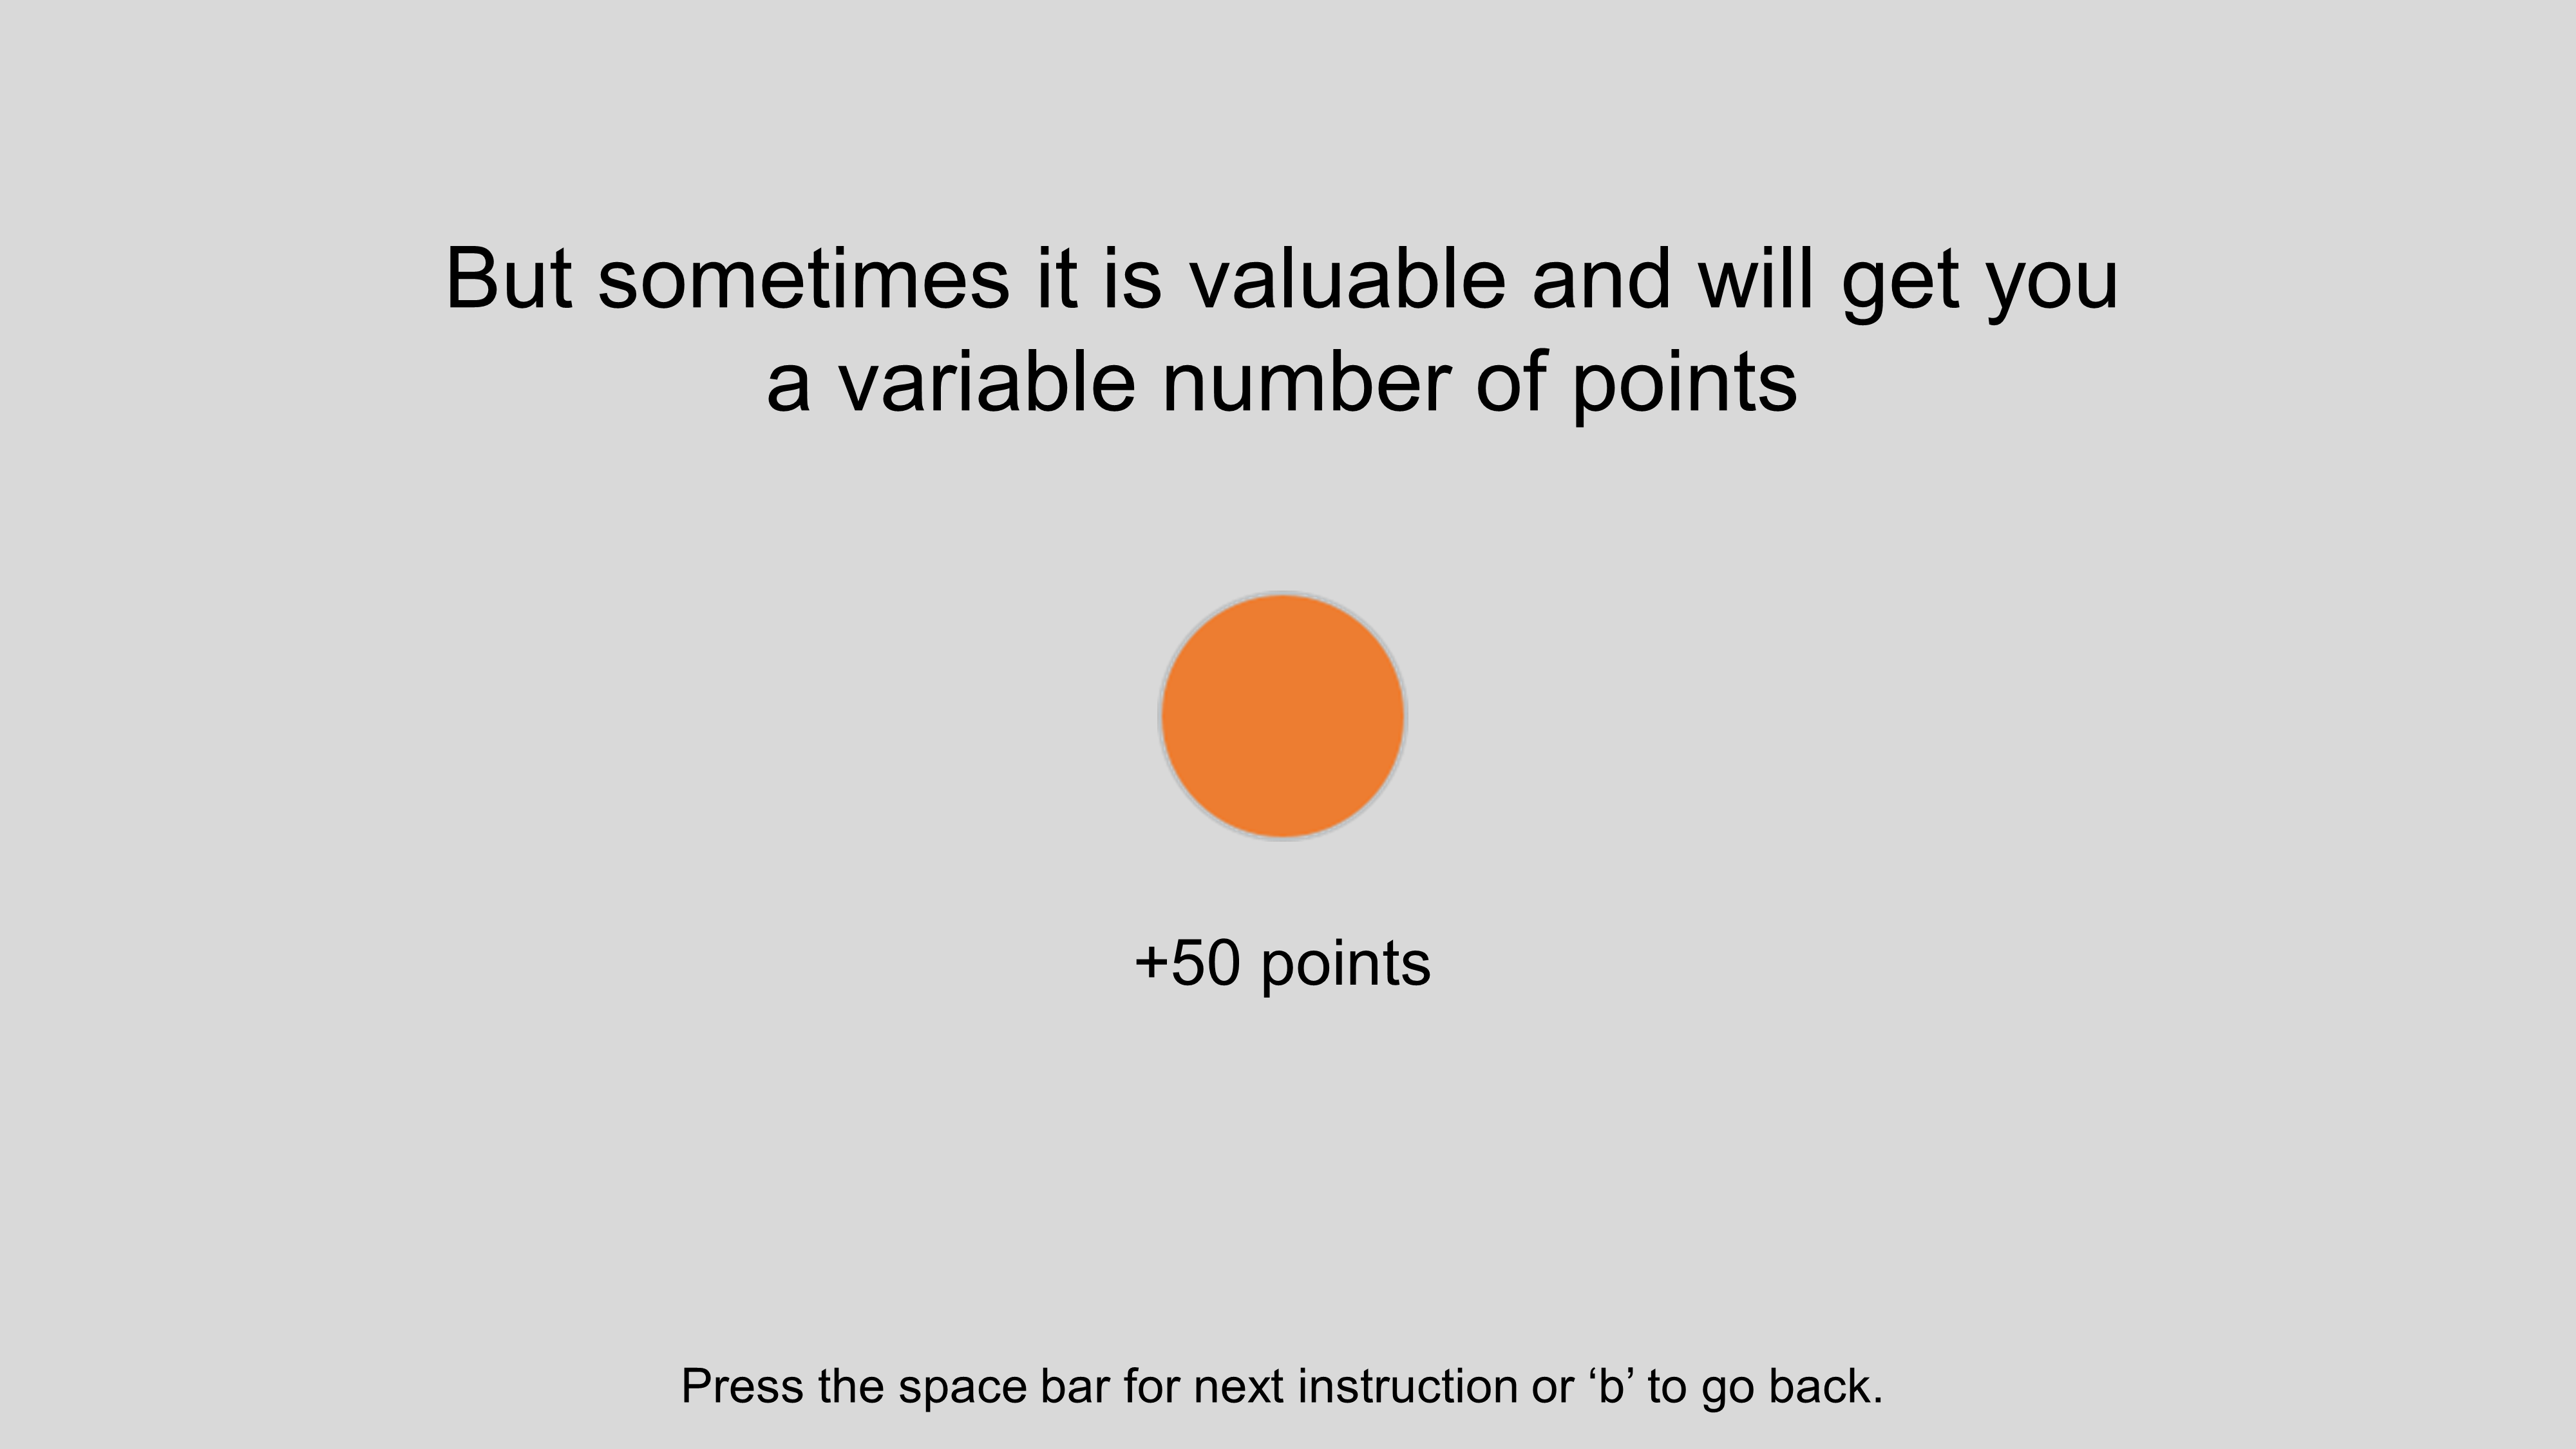 But sometimes it is valuable and will get you
a variable number of points
+50 points
Press the space bar for next instruction or ‘b’ to go back.